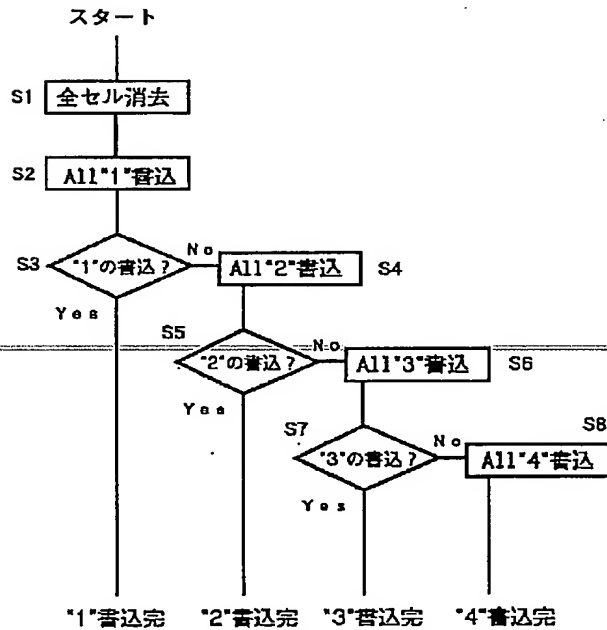 スタート
S1 全セル消去
S2 All"1"書込
S3 "1"の書込? No All"2"書込 S4
Yes S5
"2"の書込? No All"3"書込 S6
Yes S7 S8
"3"の書込? No All"4"書込
Yes
"1"書込完 "2"書込完 "3"書込完 "4"書込完